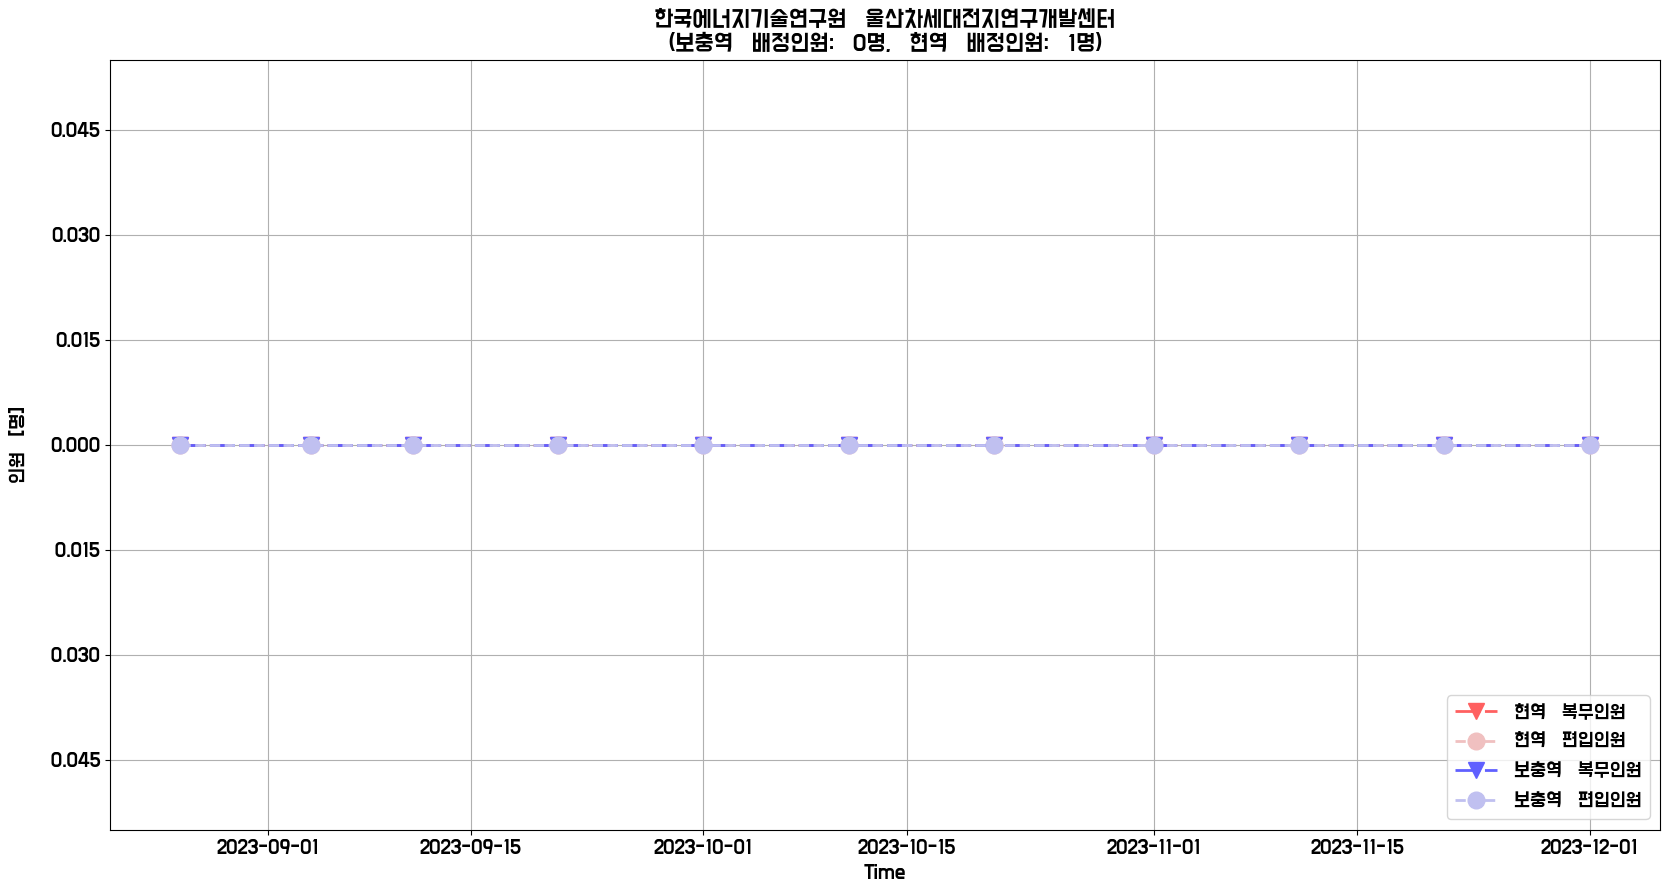 한국에너지기술연구원 울산차세대전지연구개발센터
(보충역 배정인원: 0명, 현역 배정인원: 1명)
인원 [명]
0.045
0.030
0.015
0.000
0.015
0.030
0.045
현역 복무인원
현역 편입인원
보충역 복무인원
보충역 편입인원
2023-09-01 2023-09-15 2023-10-01 2023-10-15 2023-11-01 2023-11-15 2023-12-01
Time